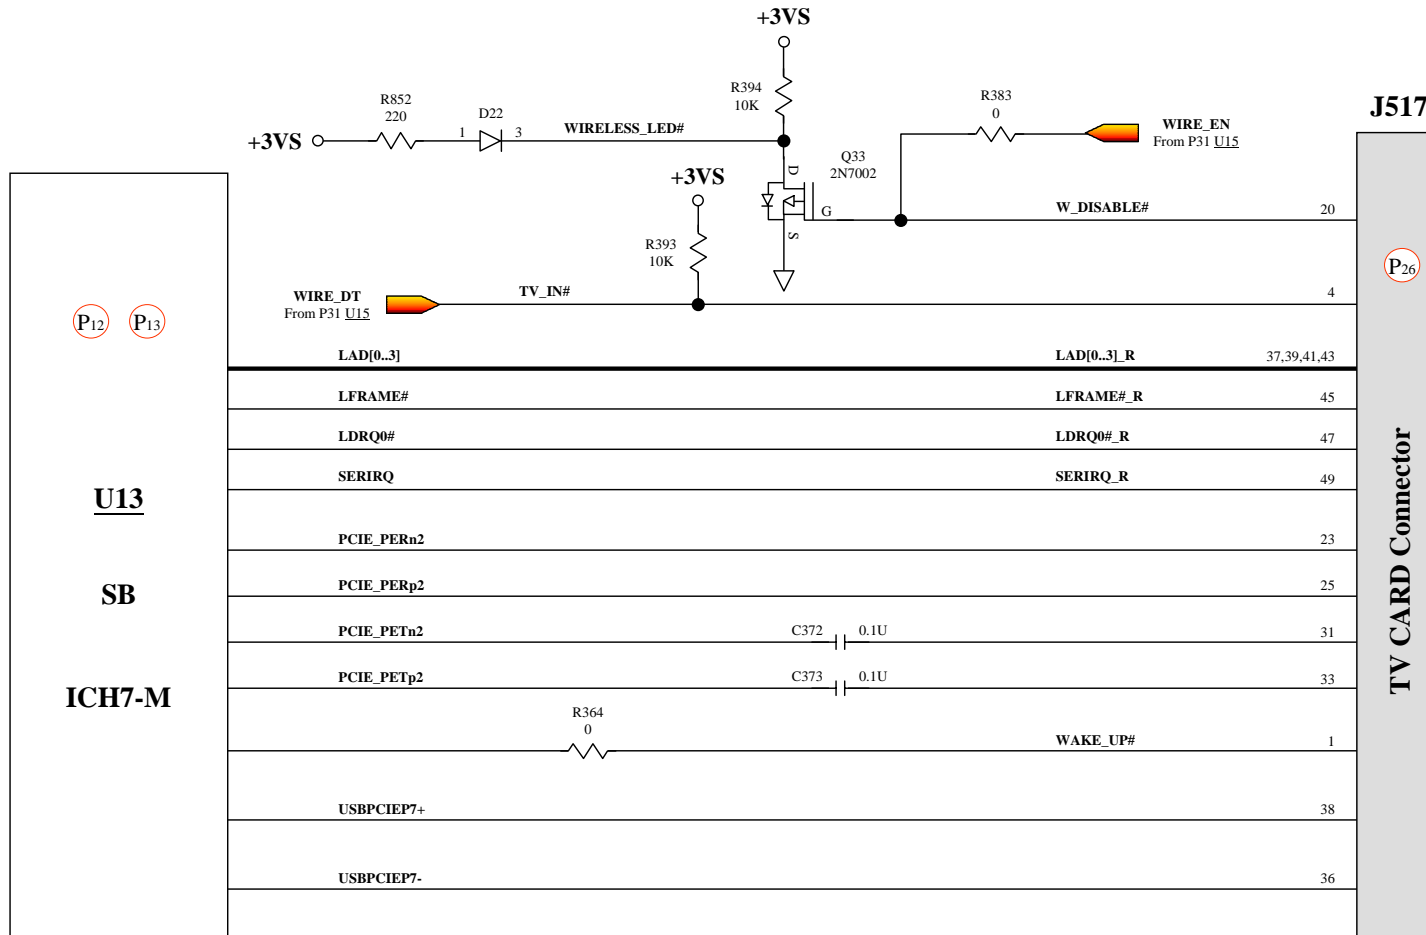 +3VS
R394
10K
R852
220
D22
1
3
+3VS
WIRELESS_LED#
R383
0
J517
WIRE_EN
From P31 U15
Q33
2N7002
D
G
S
+3VS
W_DISABLE#
20
R393
10K
P26
WIRE_DT
From P31 U15
TV_IN#
4
P12
P13
LAD[0..3]
LAD[0..3]_R
37,39,41,43
LFRAME#
LFRAME#_R
45
LDRQ0#
LDRQ0#_R
47
SERIRQ
SERIRQ_R
49
U13
PCIE_PERn2
23
SB
PCIE_PERp2
25
PCIE_PETn2
C372
0.1U
31
ICH7-M
PCIE_PETp2
C373
0.1U
33
TV CARD Connector
R364
0
WAKE_UP#
1
USBPCIEP7+
38
USBPCIEP7-
36